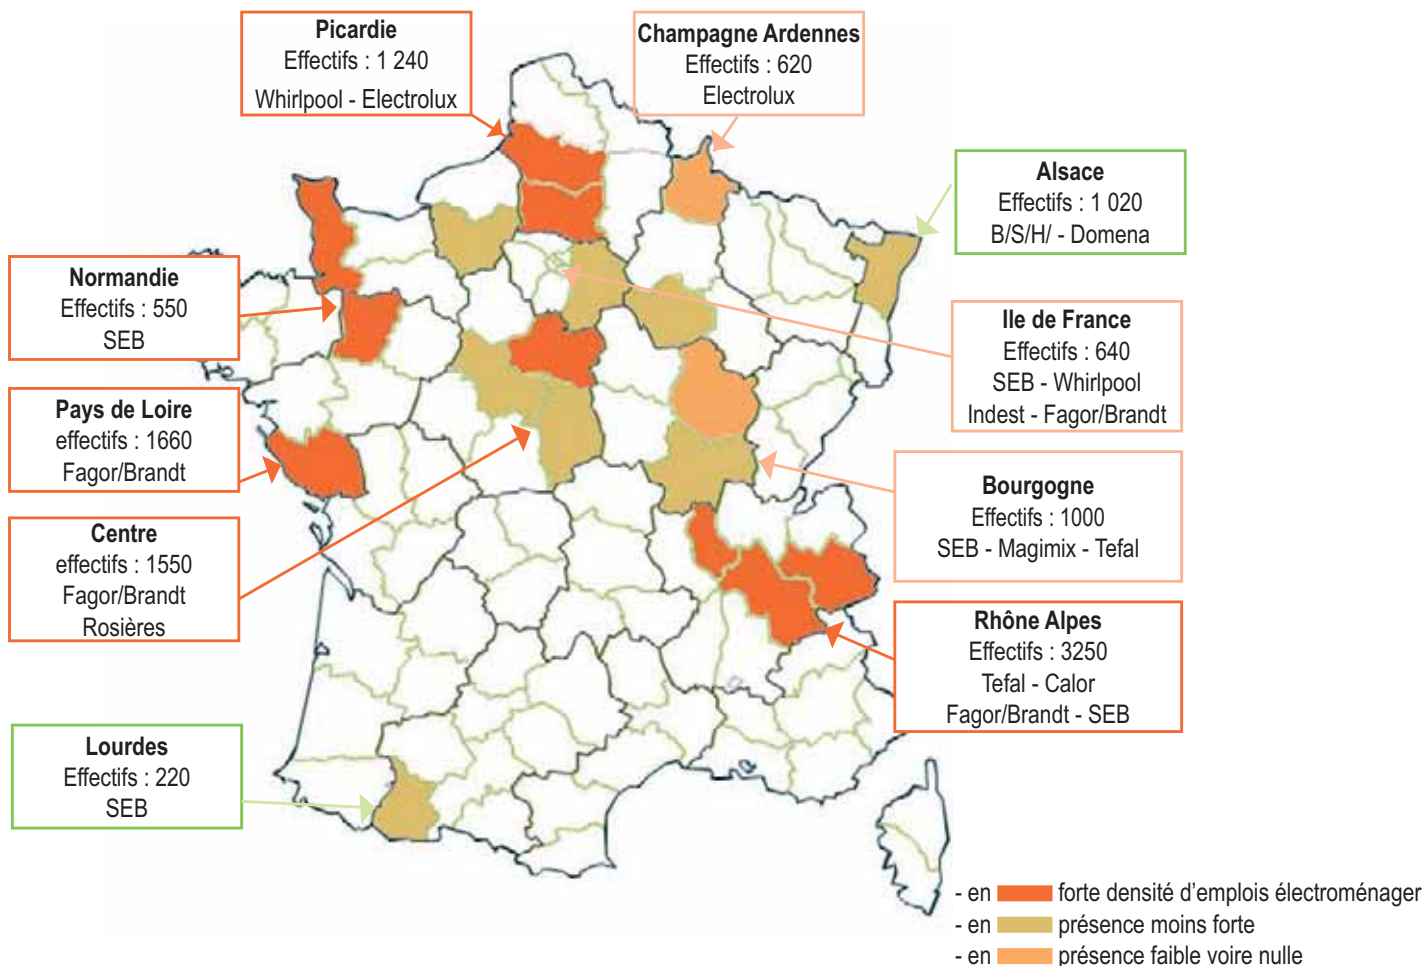 Picardie
Effectifs : 1 240
Whirlpool - Electrolux
Champagne Ardennes
Effectifs : 620
Electrolux
Alsace
Effectifs : 1 020
B/S/H/ - Domena
Normandie
Effectifs : 550
SEB
Ile de France
Effectifs : 640
SEB - Whirlpool
Indest - Fagor/Brandt
Pays de Loire
effectifs : 1660
Fagor/Brandt
Bourgogne
Effectifs : 1000
SEB - Magimix - Tefal
Centre
effectifs : 1550
Fagor/Brandt
Rosières
Rhône Alpes
Effectifs : 3250
Tefal - Calor
Fagor/Brandt - SEB
Lourdes
Effectifs : 220
SEB
- en forte densité d’emplois électroménager
- en présence moins forte
- en présence faible voire nulle